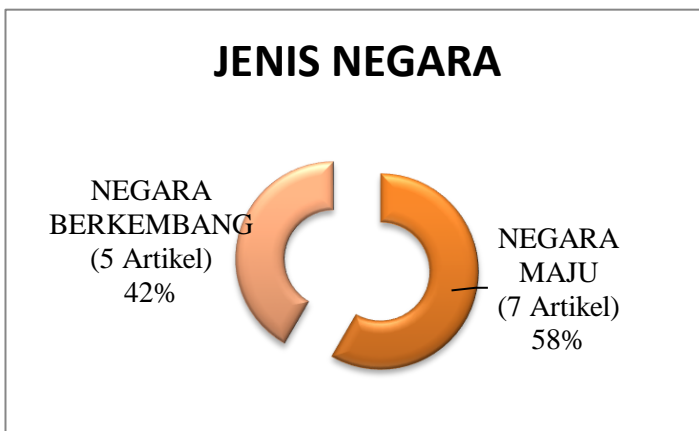 JENIS NEGARA
NEGARA
BERKEMBANG
(5 Artikel)
42%
NEGARA
MAJU
(7 Artikel)
58%